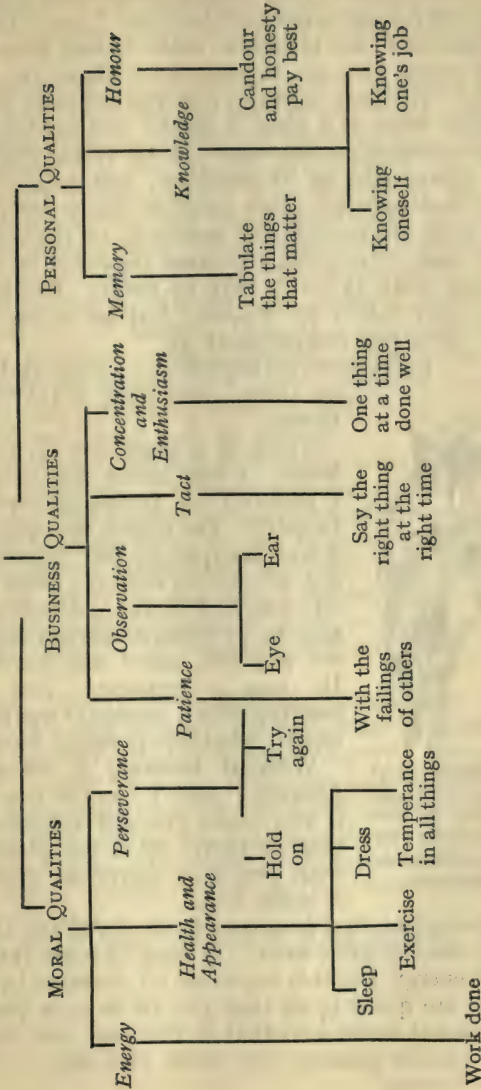 MORAL QUALITIES
Energy
Work done
Health and
Appearance
Sleep
Exercise
Dress
Temperance
in all things
Perseverance
Hold
on
Try
again
BUSINESS QUALITIES
Patience
With the
failings
of others
Observation
Eye
Ear
Tact
Say the
right thing
at the
right time
Concentration
and
Enthusiasm
One thing
at a time
done well
PERSONAL QUALITIES
Memory
Tabulate
the things
that matter
Knowledge
Knowing
oneself
Knowing
one's job
Honour
Candour
and honesty
pay best